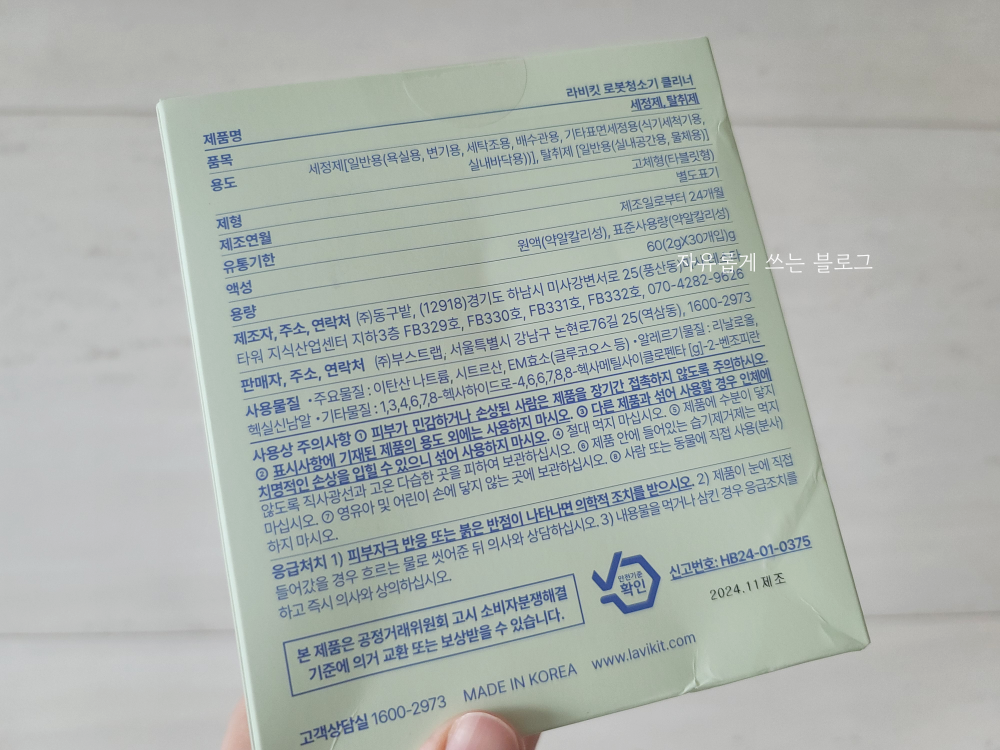 제품명 라비킷 로봇청소기 클리너
품목 세정제, 탈취제
용도 세정제[일반용(욕실용, 변기용, 세탁조용, 배수관용, 기타표면세정용(식기세척기용,
실내바닥용))], 탈취제 [일반용(실내공간용, 물체용)]
제형 고체형(타블릿형)
제조연월 별도표기
유통기한 제조일로부터 24개월
액성 원액(약알칼리성), 표준사용량(약알칼리성)
용량 60(2gX30개입)g
자유롭게 쓰는 블로그
제조자, 주소, 연락처 ㈜동구밭, (12918)경기도 하남시 미사강변서로 25(풍산동)
타워 지식산업센터 지하3층 FB329호, FB330호, FB331호, FB332호, 070-4282-9626
판매자, 주소, 연락처 ㈜부스트랩, 서울특별시 강남구 논현로76길 25(역삼동), 1600-2973
사용물질 •주요물질 : 이탄산 나트륨, 시트르산, EM효소(글루코오스 등) •알레르기물질 : 리날로올,
헥실신남알 •기타물질 : 1,3,4,6,7,8-헥사하이드로-4,6,6,7,8,8-헥사메틸사이클로펜타 [g]-2-벤조피란
사용상 주의사항 ① 피부가 민감하거나 손상된 사람은 제품을 장기간 접촉하지 않도록 주의하시오.
② 표시사항에 기재된 제품의 용도 외에는 사용하지 마시오. ③ 다른 제품과 섞어 사용할 경우 인체에
치명적인 손상을 입힐 수 있으니 섞어 사용하지 마시오. ④ 절대 먹지 마십시오. ⑤ 제품에 수분이 닿지
않도록 직사광선과 고온 다습한 곳을 피하여 보관하십시오. ⑥ 제품 안에 들어있는 습기제거제는 먹지
마십시오. ⑦ 영유아 및 어린이 손에 닿지 않는 곳에 보관하십시오. ⑧ 사람 또는 동물에 직접 사용(분사)
하지 마시오.
응급처치 1) 피부자극 반응 또는 붉은 반점이 나타나면 의학적 조치를 받으시오. 2) 제품이 눈에 직접
들어갔을 경우 흐르는 물로 씻어준 뒤 의사와 상담하십시오. 3) 내용물을 먹거나 삼킨 경우 응급조치를
하고 즉시 의사와 상의하십시오.
본 제품은 공정거래위원회 고시 소비자분쟁해결
기준에 의거 교환 또는 보상받을 수 있습니다.
안전기준
확인
신고번호: HB24-01-0375
2024.11제조
고객상담실 1600-2973 MADE IN KOREA www.lavikit.com